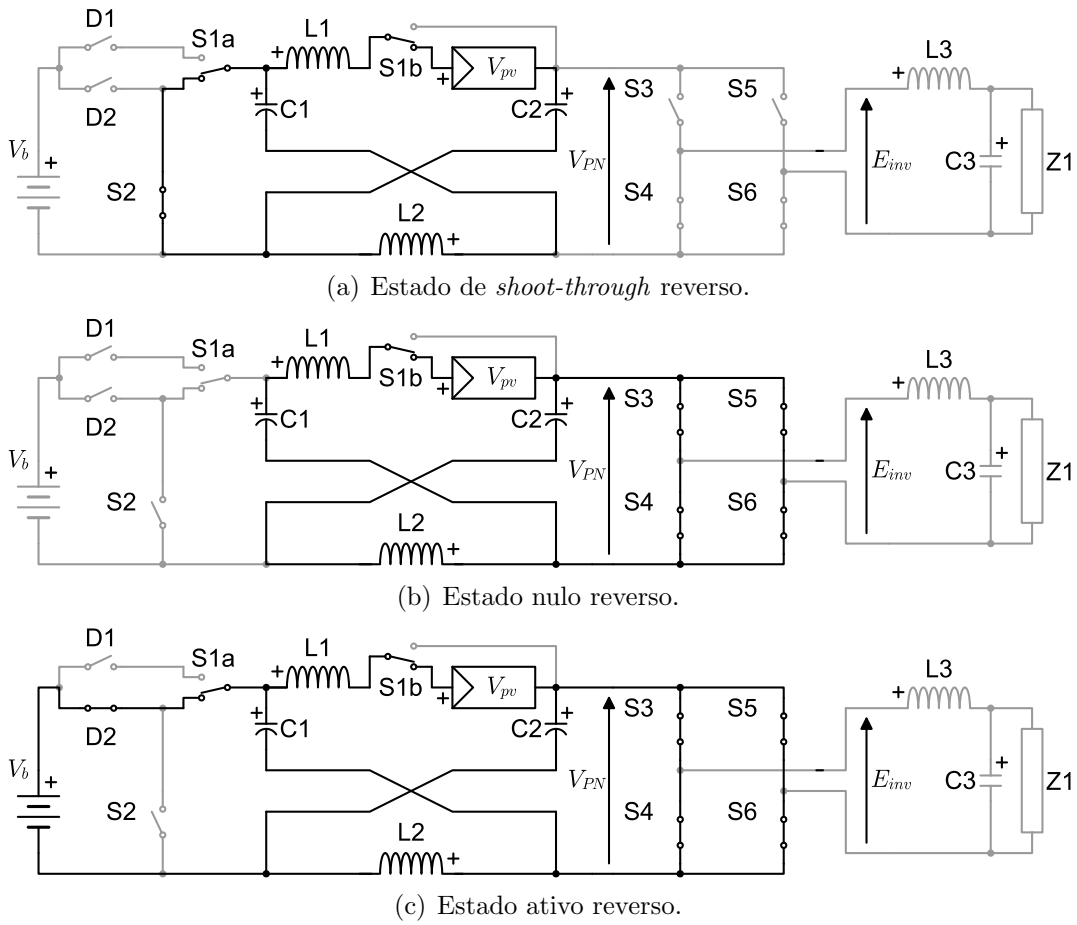 D1
S1a
L1
S1b
V_pv
D2
C1
C2
V_b
+
S2
L2
V_PN
S3
S5
S4
S6
E_inv
L3
C3
Z1
(a) Estado de shoot-through reverso.
D1
S1a
L1
S1b
V_pv
D2
C1
C2
V_b
+
S2
L2
V_PN
S3
S5
S4
S6
E_inv
L3
C3
Z1
(b) Estado nulo reverso.
D1
S1a
L1
S1b
V_pv
D2
C1
C2
V_b
+
S2
L2
V_PN
S3
S5
S4
S6
E_inv
L3
C3
Z1
(c) Estado ativo reverso.